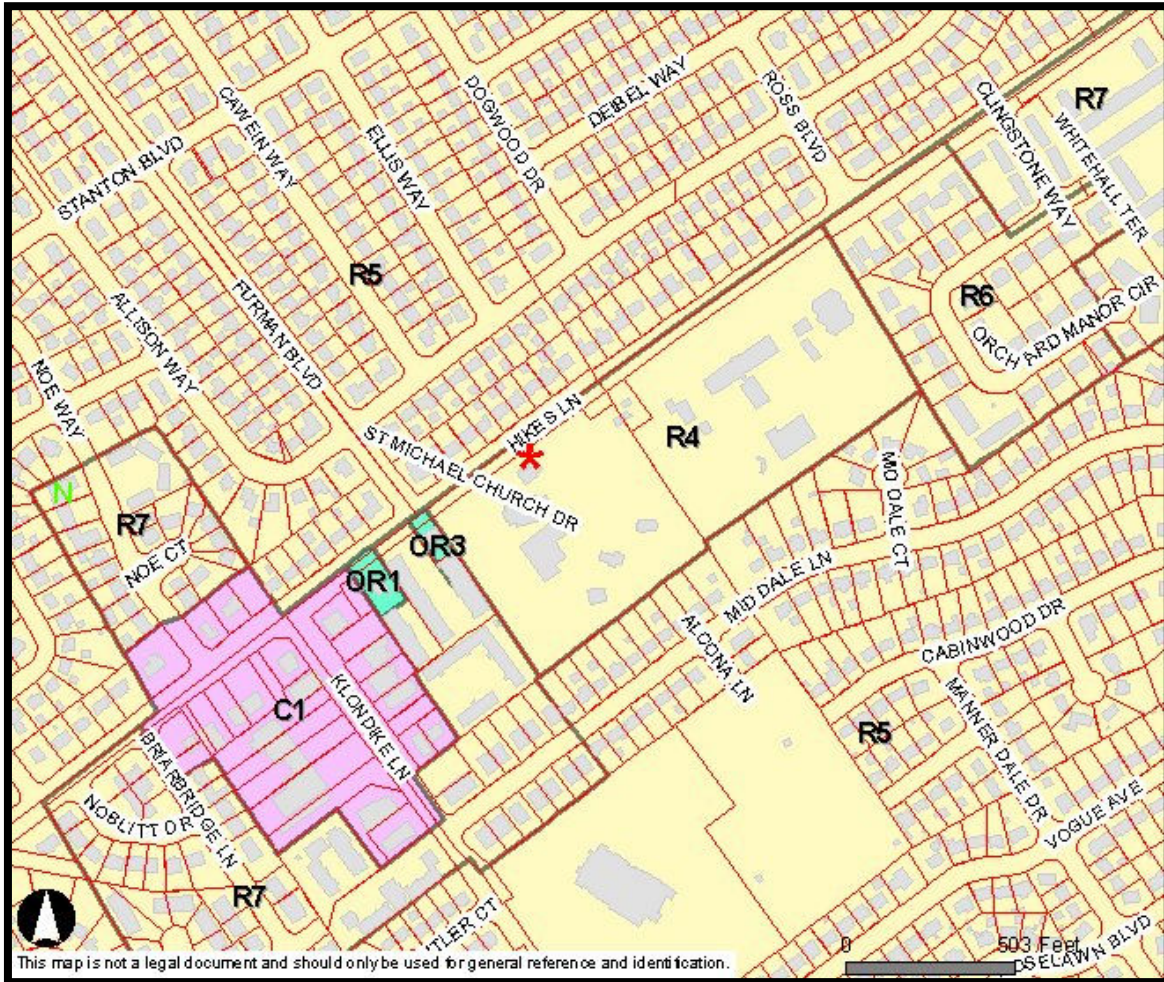 DOGWOOD DR
DEIBEL WAY
ROSS BLVD
CAWEIN WAY
ELLIS WAY
STANTON BLVD
CLINGSTONE WAY
R7
WHITEHALL TER
R5
FURMAN BLVD
ALLISON WAY
NOE WAY
R6
ORCHARD MANOR CIR
HIKES LN
ST MICHAEL CHURCH DR
*
R4
MID DALE CT
N
R7
NOE CT
OR3
OR1
MID DALE LN
ALCONA LN
CABINWOOD DR
MANNER DALE DR
R5
VOGUE AVE
C1
KLONDIKE LN
BRIARBRIDGE LN
NOBLITT DR
R7
UTLER CT
OSELAWN BLVD
0 503 Feet
This map is not a legal document and should only be used for general reference and identification.